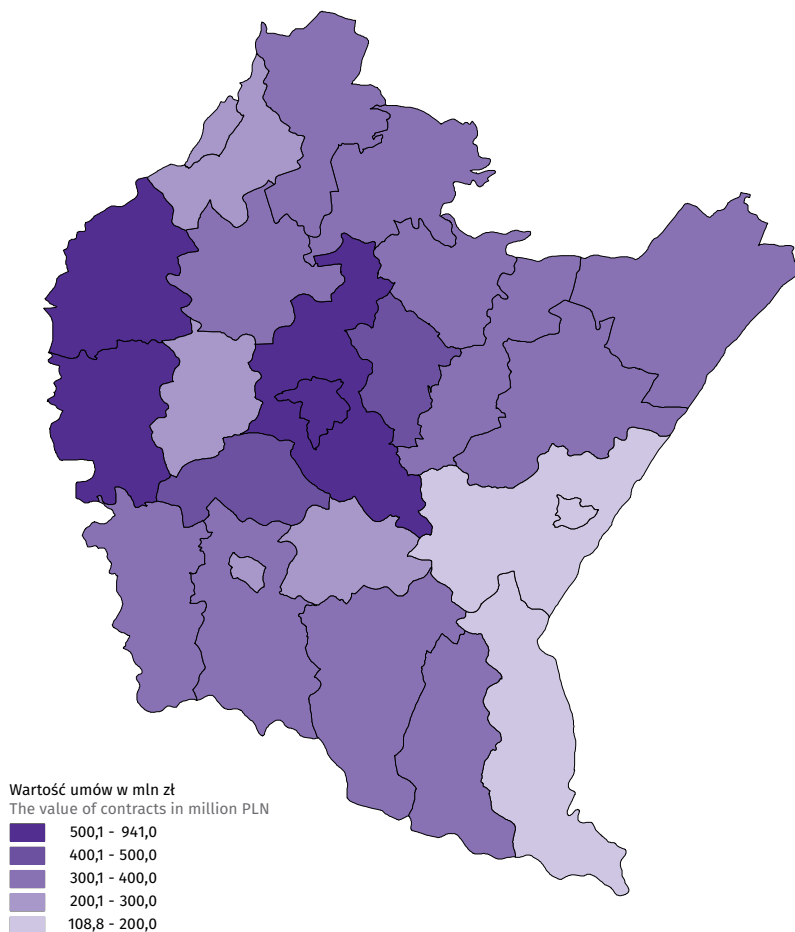 Wartość umów w mln zł
The value of contracts in million PLN
500,1 - 941,0
400,1 - 500,0
300,1 - 400,0
200,1 - 300,0
108,8 - 200,0